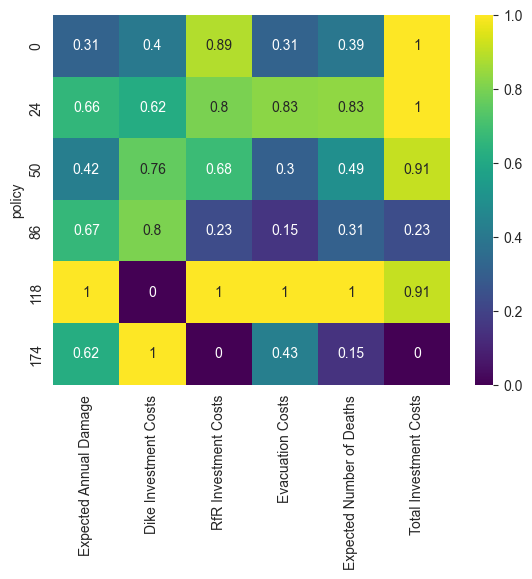 0 0.31 0.4 0.89 0.31 0.39 1
24 0.66 0.62 0.8 0.83 0.83 1
50 0.42 0.76 0.68 0.3 0.49 0.91
86 0.67 0.8 0.23 0.15 0.31 0.23
118 1 0 1 1 1 0.91
174 0.62 1 0 0.43 0.15 0
policy
Expected Annual Damage
Dike Investment Costs
RfR Investment Costs
Evacuation Costs
Expected Number of Deaths
Total Investment Costs
1.0
0.8
0.6
0.4
0.2
0.0